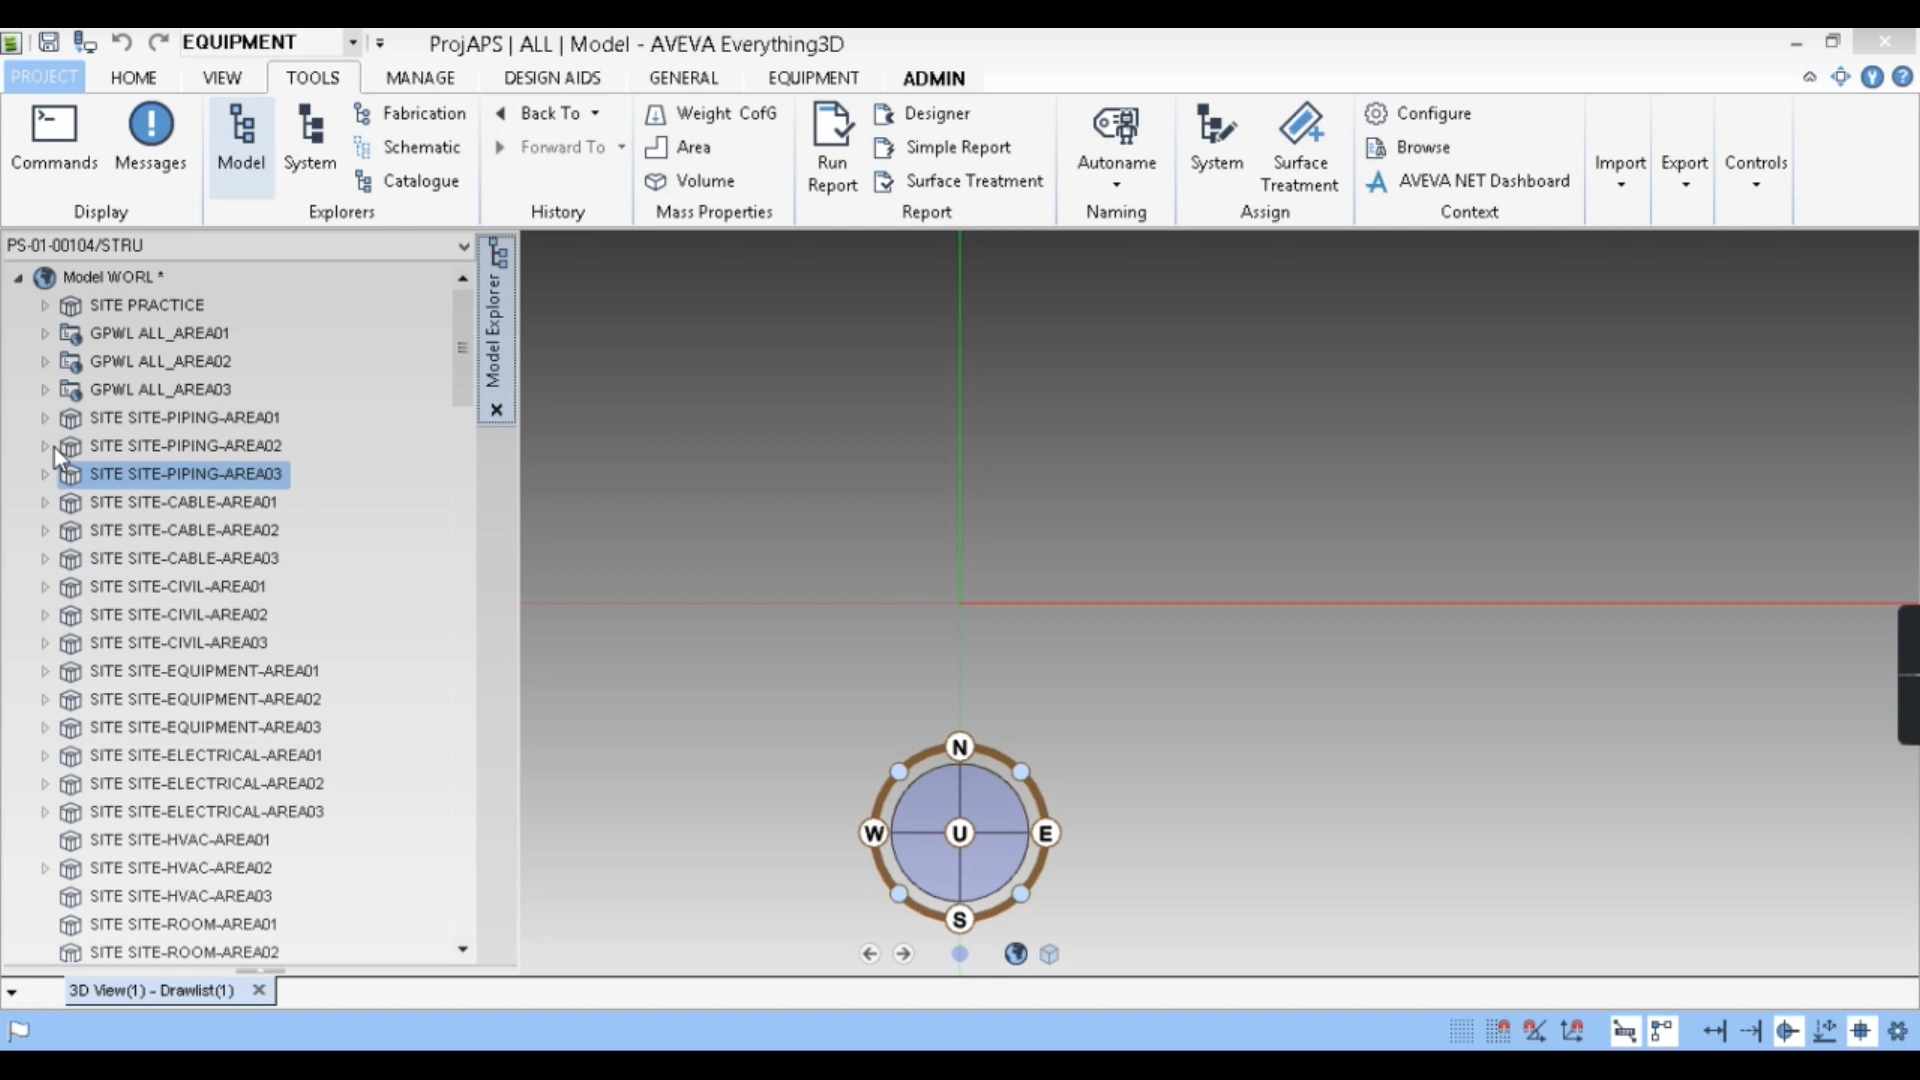 EQUIPMENT
ProjAPS | ALL | Model - AVEVA Everything3D
PROJECT HOME VIEW TOOLS MANAGE DESIGN AIDS GENERAL EQUIPMENT ADMIN
Commands
Messages
Display
Model
System
Fabrication
Schematic
Catalogue
Explorers
Back To
Forward To
History
Weight CofG
Area
Volume
Mass Properties
Run
Report
Designer
Simple Report
Surface Treatment
Report
Autoname
Naming
System
Surface
Treatment
Assign
Configure
Browse
AVEVA NET Dashboard
Context
Import
Export
Controls
PS-01-00104/STRU
Model Explorer
Model WORL *
SITE PRACTICE
GPWL ALL_AREA01
GPWL ALL_AREA02
GPWL ALL_AREA03
SITE SITE-PIPING-AREA01
SITE SITE-PIPING-AREA02
SITE SITE-PIPING-AREA03
SITE SITE-CABLE-AREA01
SITE SITE-CABLE-AREA02
SITE SITE-CABLE-AREA03
SITE SITE-CIVIL-AREA01
SITE SITE-CIVIL-AREA02
SITE SITE-CIVIL-AREA03
SITE SITE-EQUIPMENT-AREA01
SITE SITE-EQUIPMENT-AREA02
SITE SITE-EQUIPMENT-AREA03
SITE SITE-ELECTRICAL-AREA01
SITE SITE-ELECTRICAL-AREA02
SITE SITE-ELECTRICAL-AREA03
SITE SITE-HVAC-AREA01
SITE SITE-HVAC-AREA02
SITE SITE-HVAC-AREA03
SITE SITE-ROOM-AREA01
SITE SITE-ROOM-AREA02
N
W U E
S
3D View(1) - Drawlist(1)